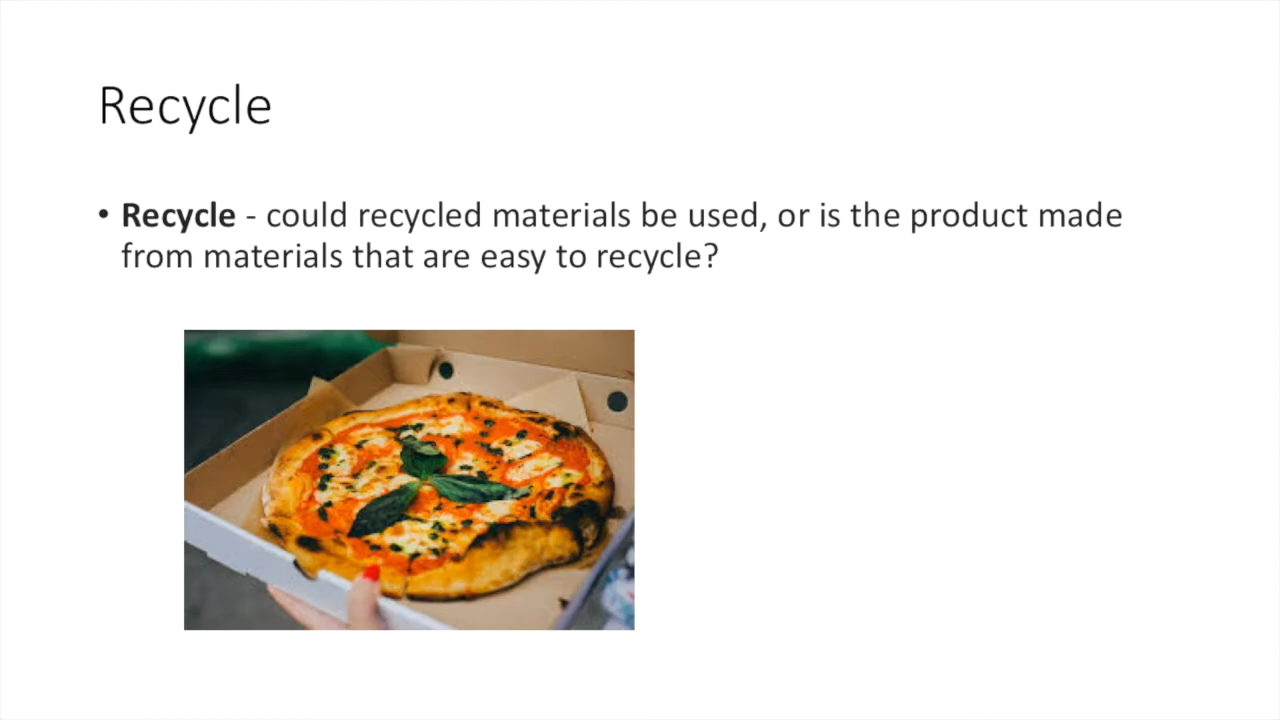 Recycle
• Recycle - could recycled materials be used, or is the product made
from materials that are easy to recycle?